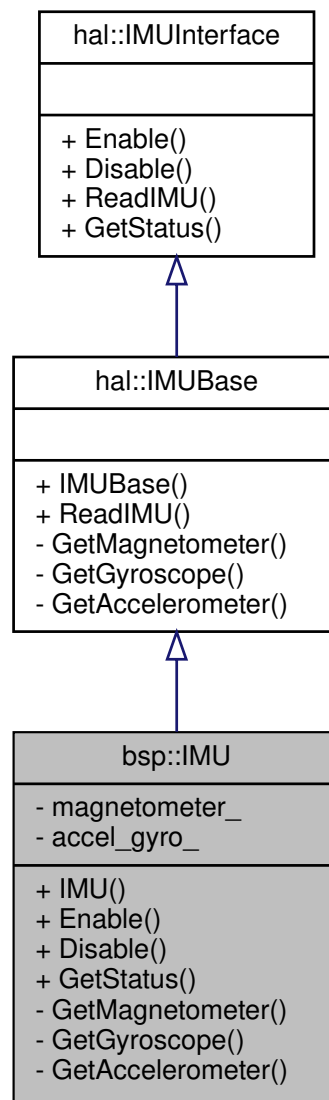 hal::IMUInterface
+ Enable()
+ Disable()
+ ReadIMU()
+ GetStatus()
hal::IMUBase
+ IMUBase()
+ ReadIMU()
- GetMagnetometer()
- GetGyroscope()
- GetAccelerometer()
bsp::IMU
- magnetometer_
- accel_gyro_
+ IMU()
+ Enable()
+ Disable()
+ GetStatus()
- GetMagnetometer()
- GetGyroscope()
- GetAccelerometer()